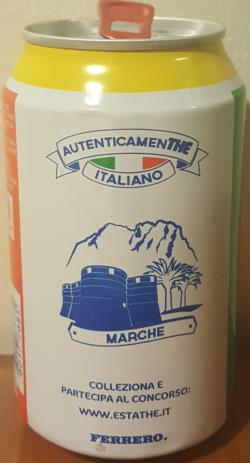 AUTENTICAMENTHE
ITALIANO
MARCHE
COLLEZIONA E
PARTECIPA AL CONCORSO:
WWW.ESTATHE.IT
FERRERO.